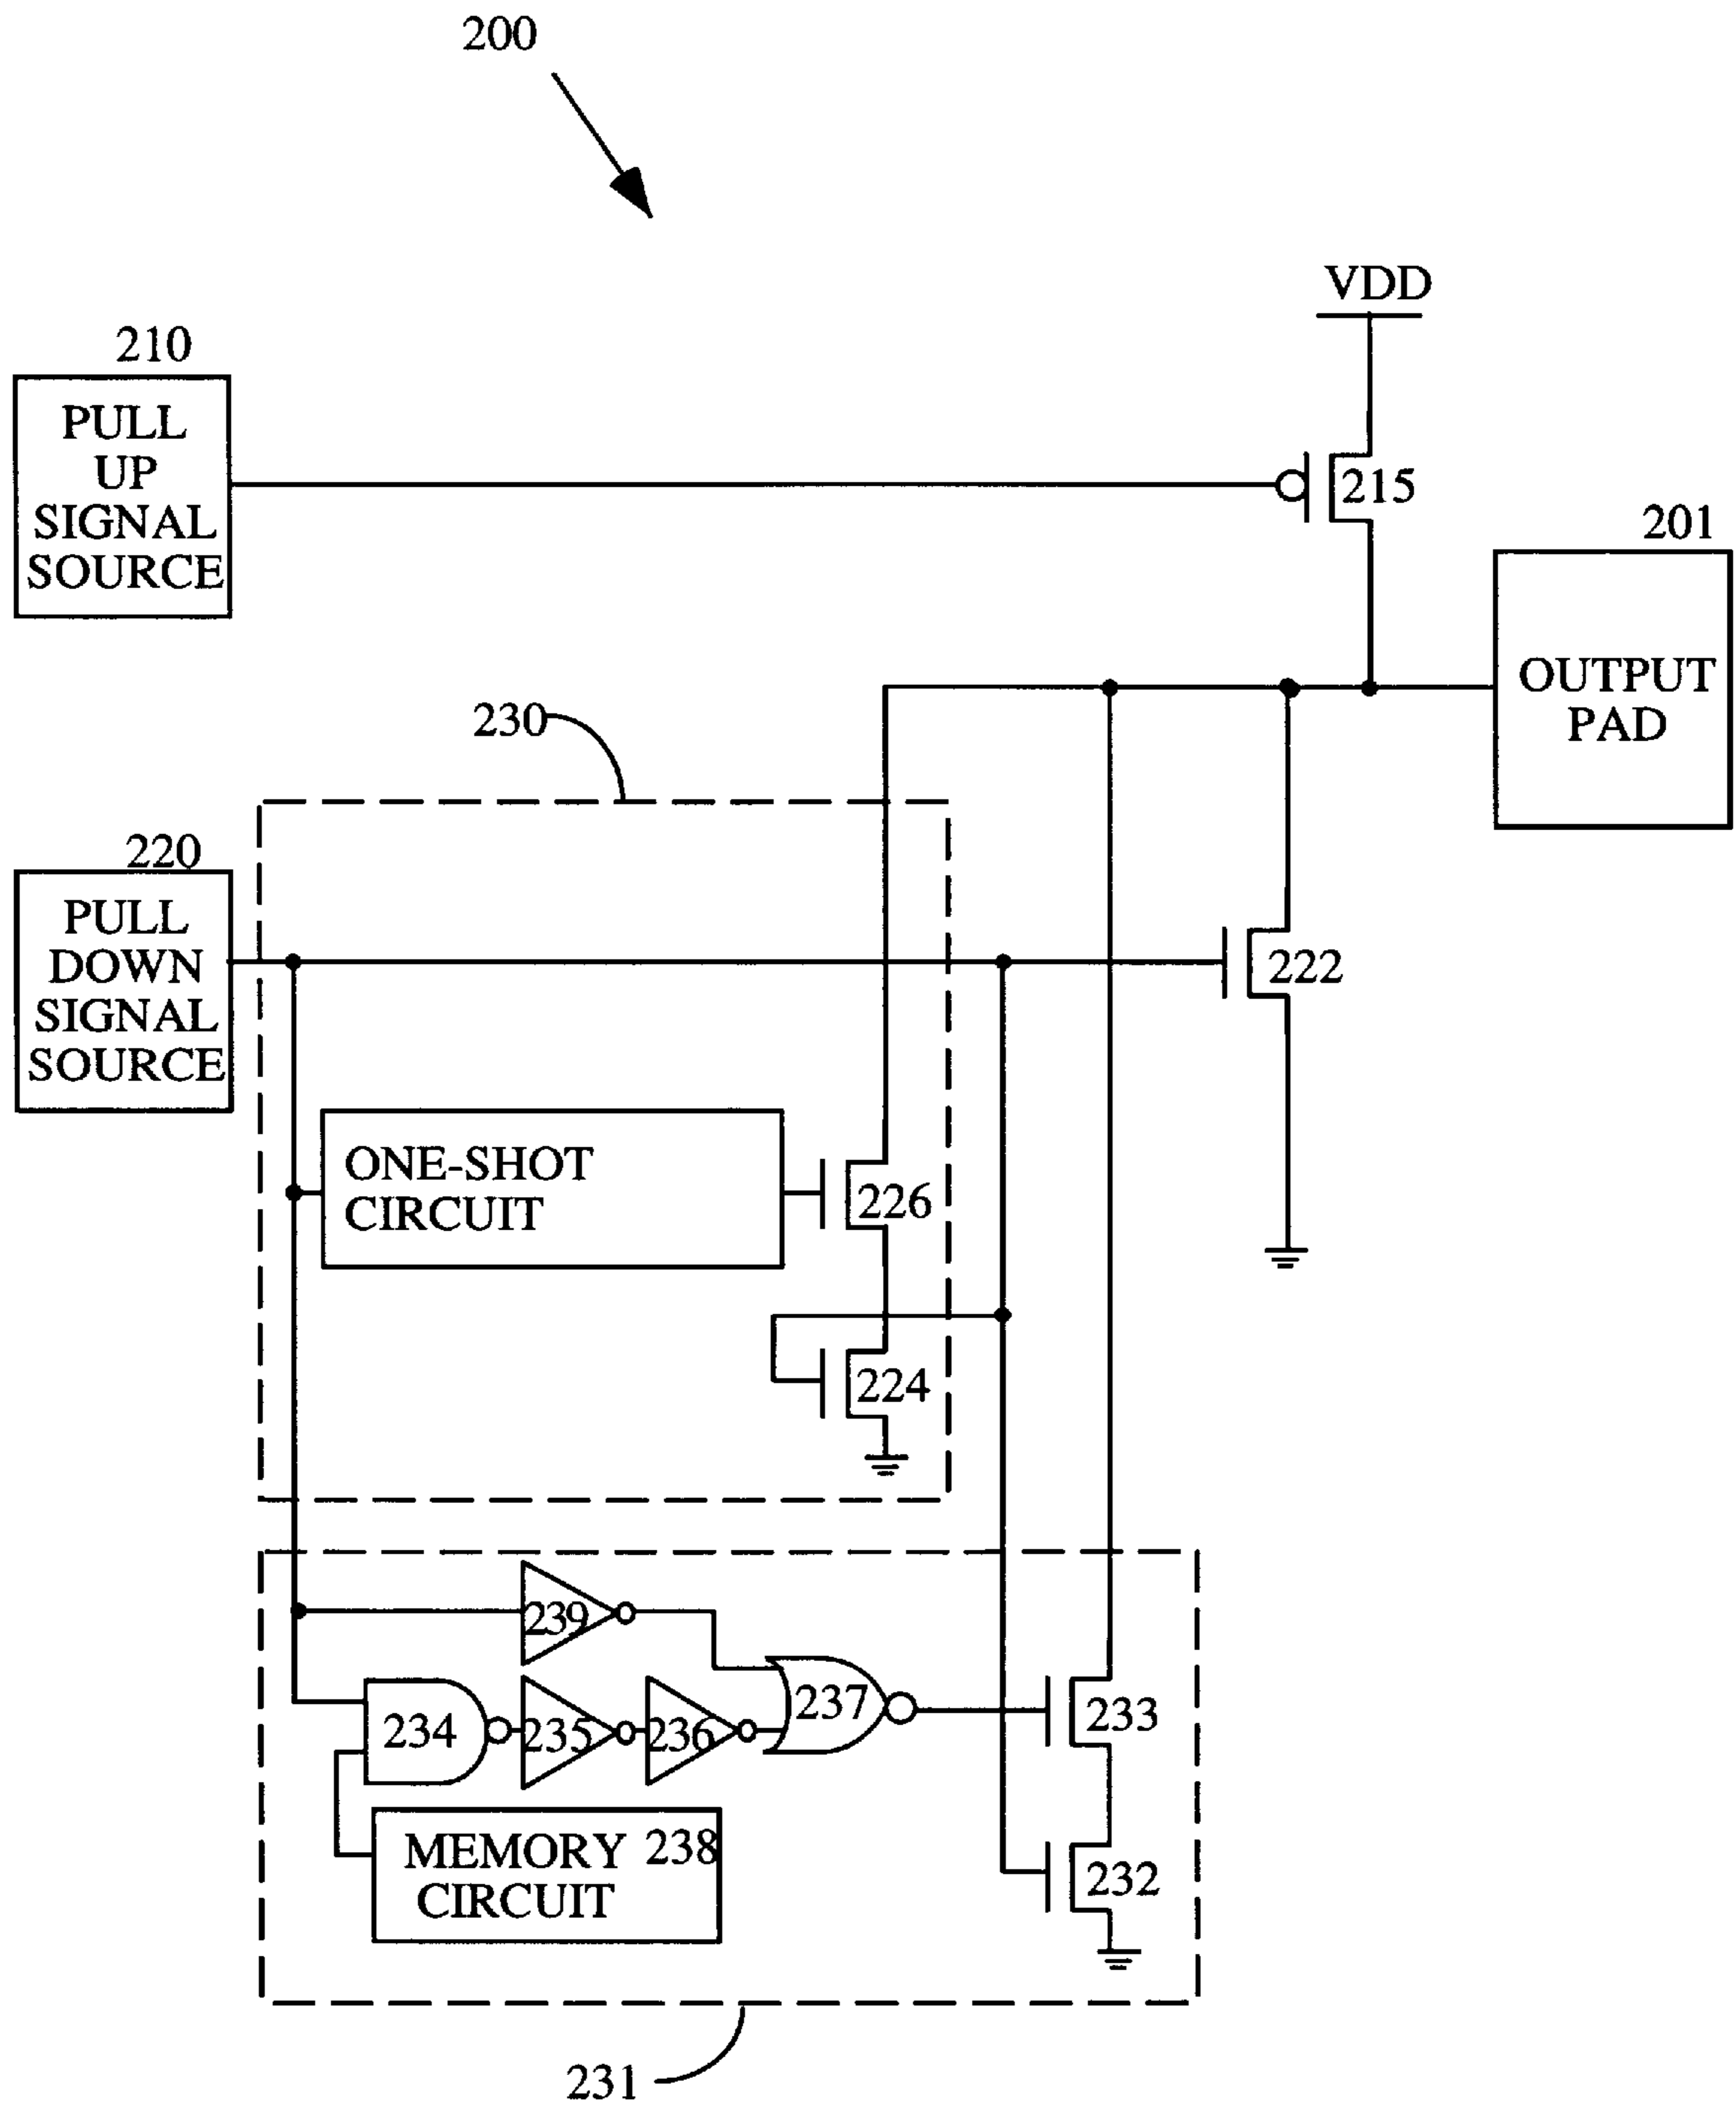 200
VDD
210
PULL
UP
SIGNAL
SOURCE
215
201
OUTPUT
PAD
230
220
PULL
DOWN
SIGNAL
SOURCE
222
ONE-SHOT
CIRCUIT
226
224
239
234
235
236
237
233
MEMORY 238
CIRCUIT
232
231